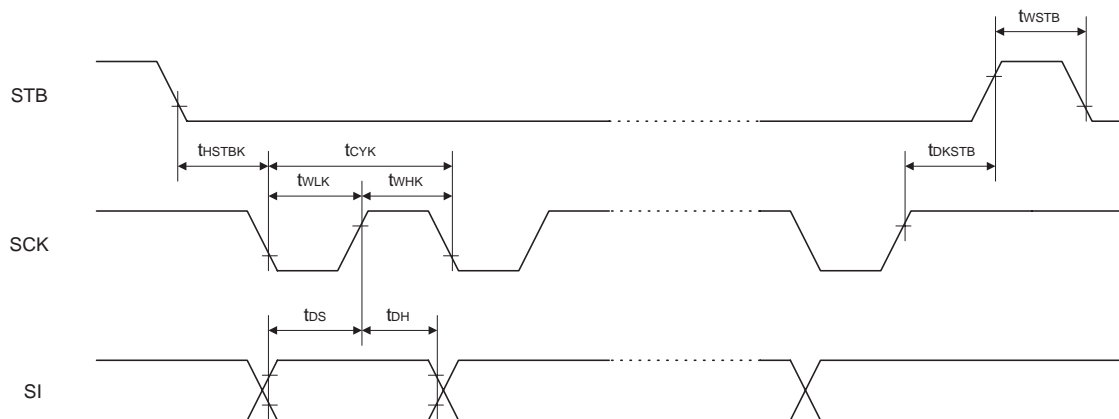 tWSTB
STB
tHSTBK
tCYK
tDKSTB
tWLK
tWHK
SCK
tDS
tDH
SI